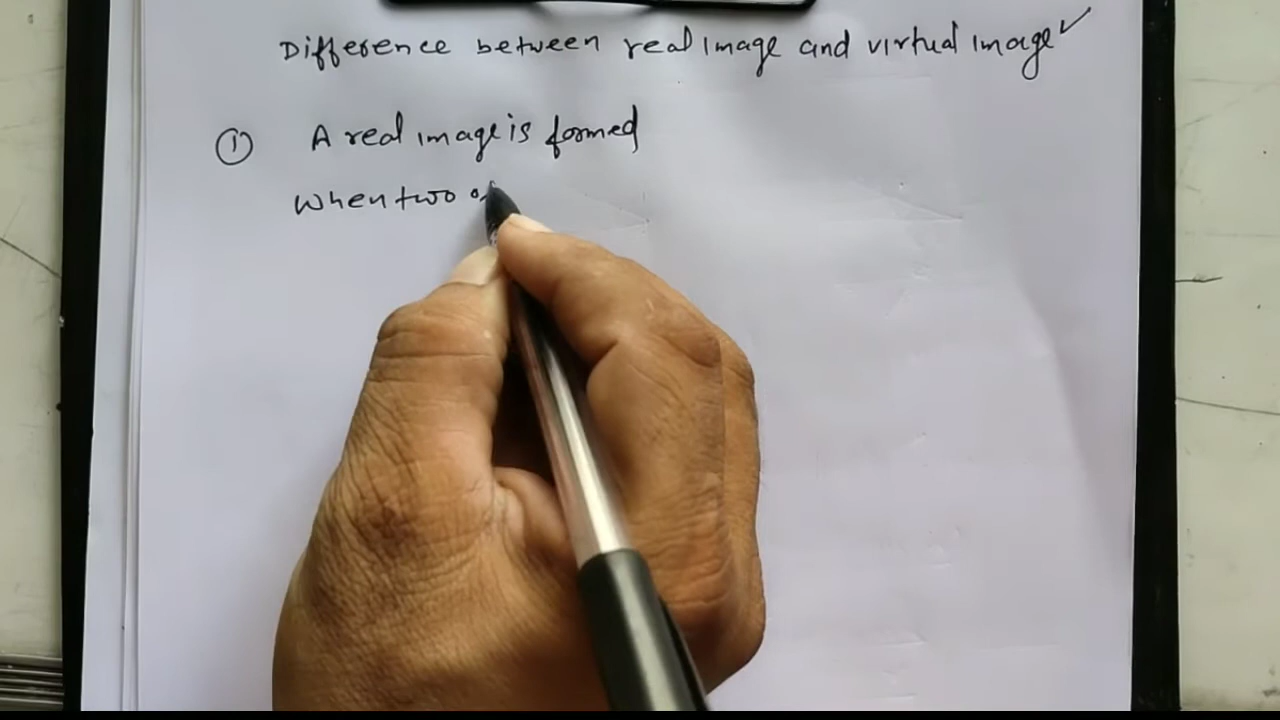 Difference between real image and virtual image ✓
① A real image is formed
When two